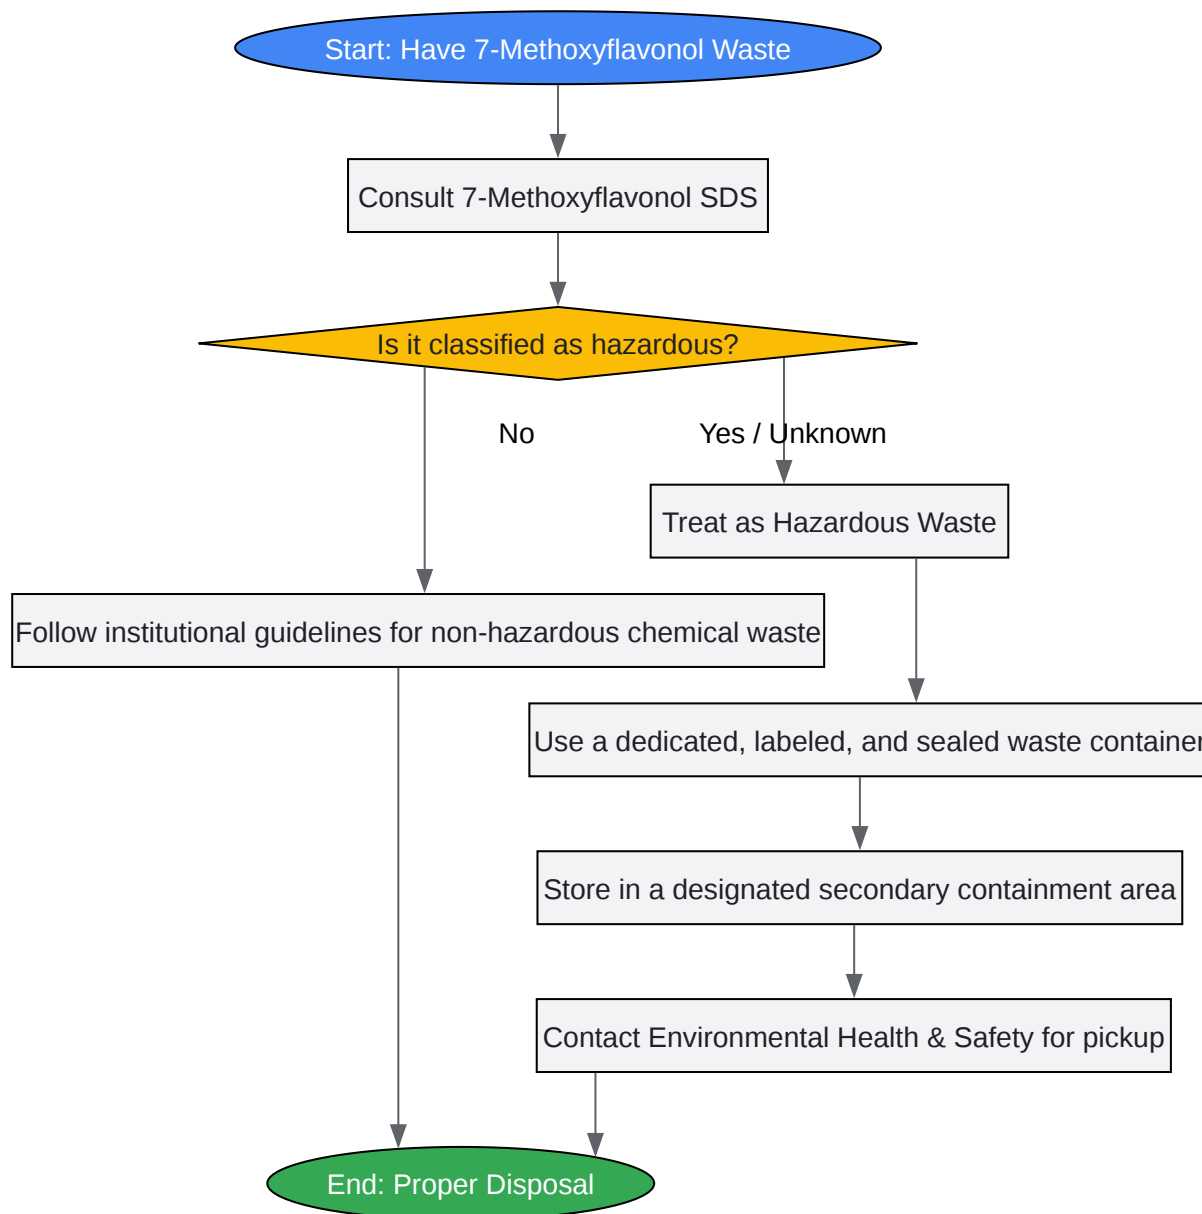 Start: Have 7-Methoxyflavonol Waste
Consult 7-Methoxyflavonol SDS
Is it classified as hazardous?
No
Yes / Unknown
Treat as Hazardous Waste
Follow institutional guidelines for non-hazardous chemical waste
Use a dedicated, labeled, and sealed waste container
Store in a designated secondary containment area
Contact Environmental Health & Safety for pickup
End: Proper Disposal